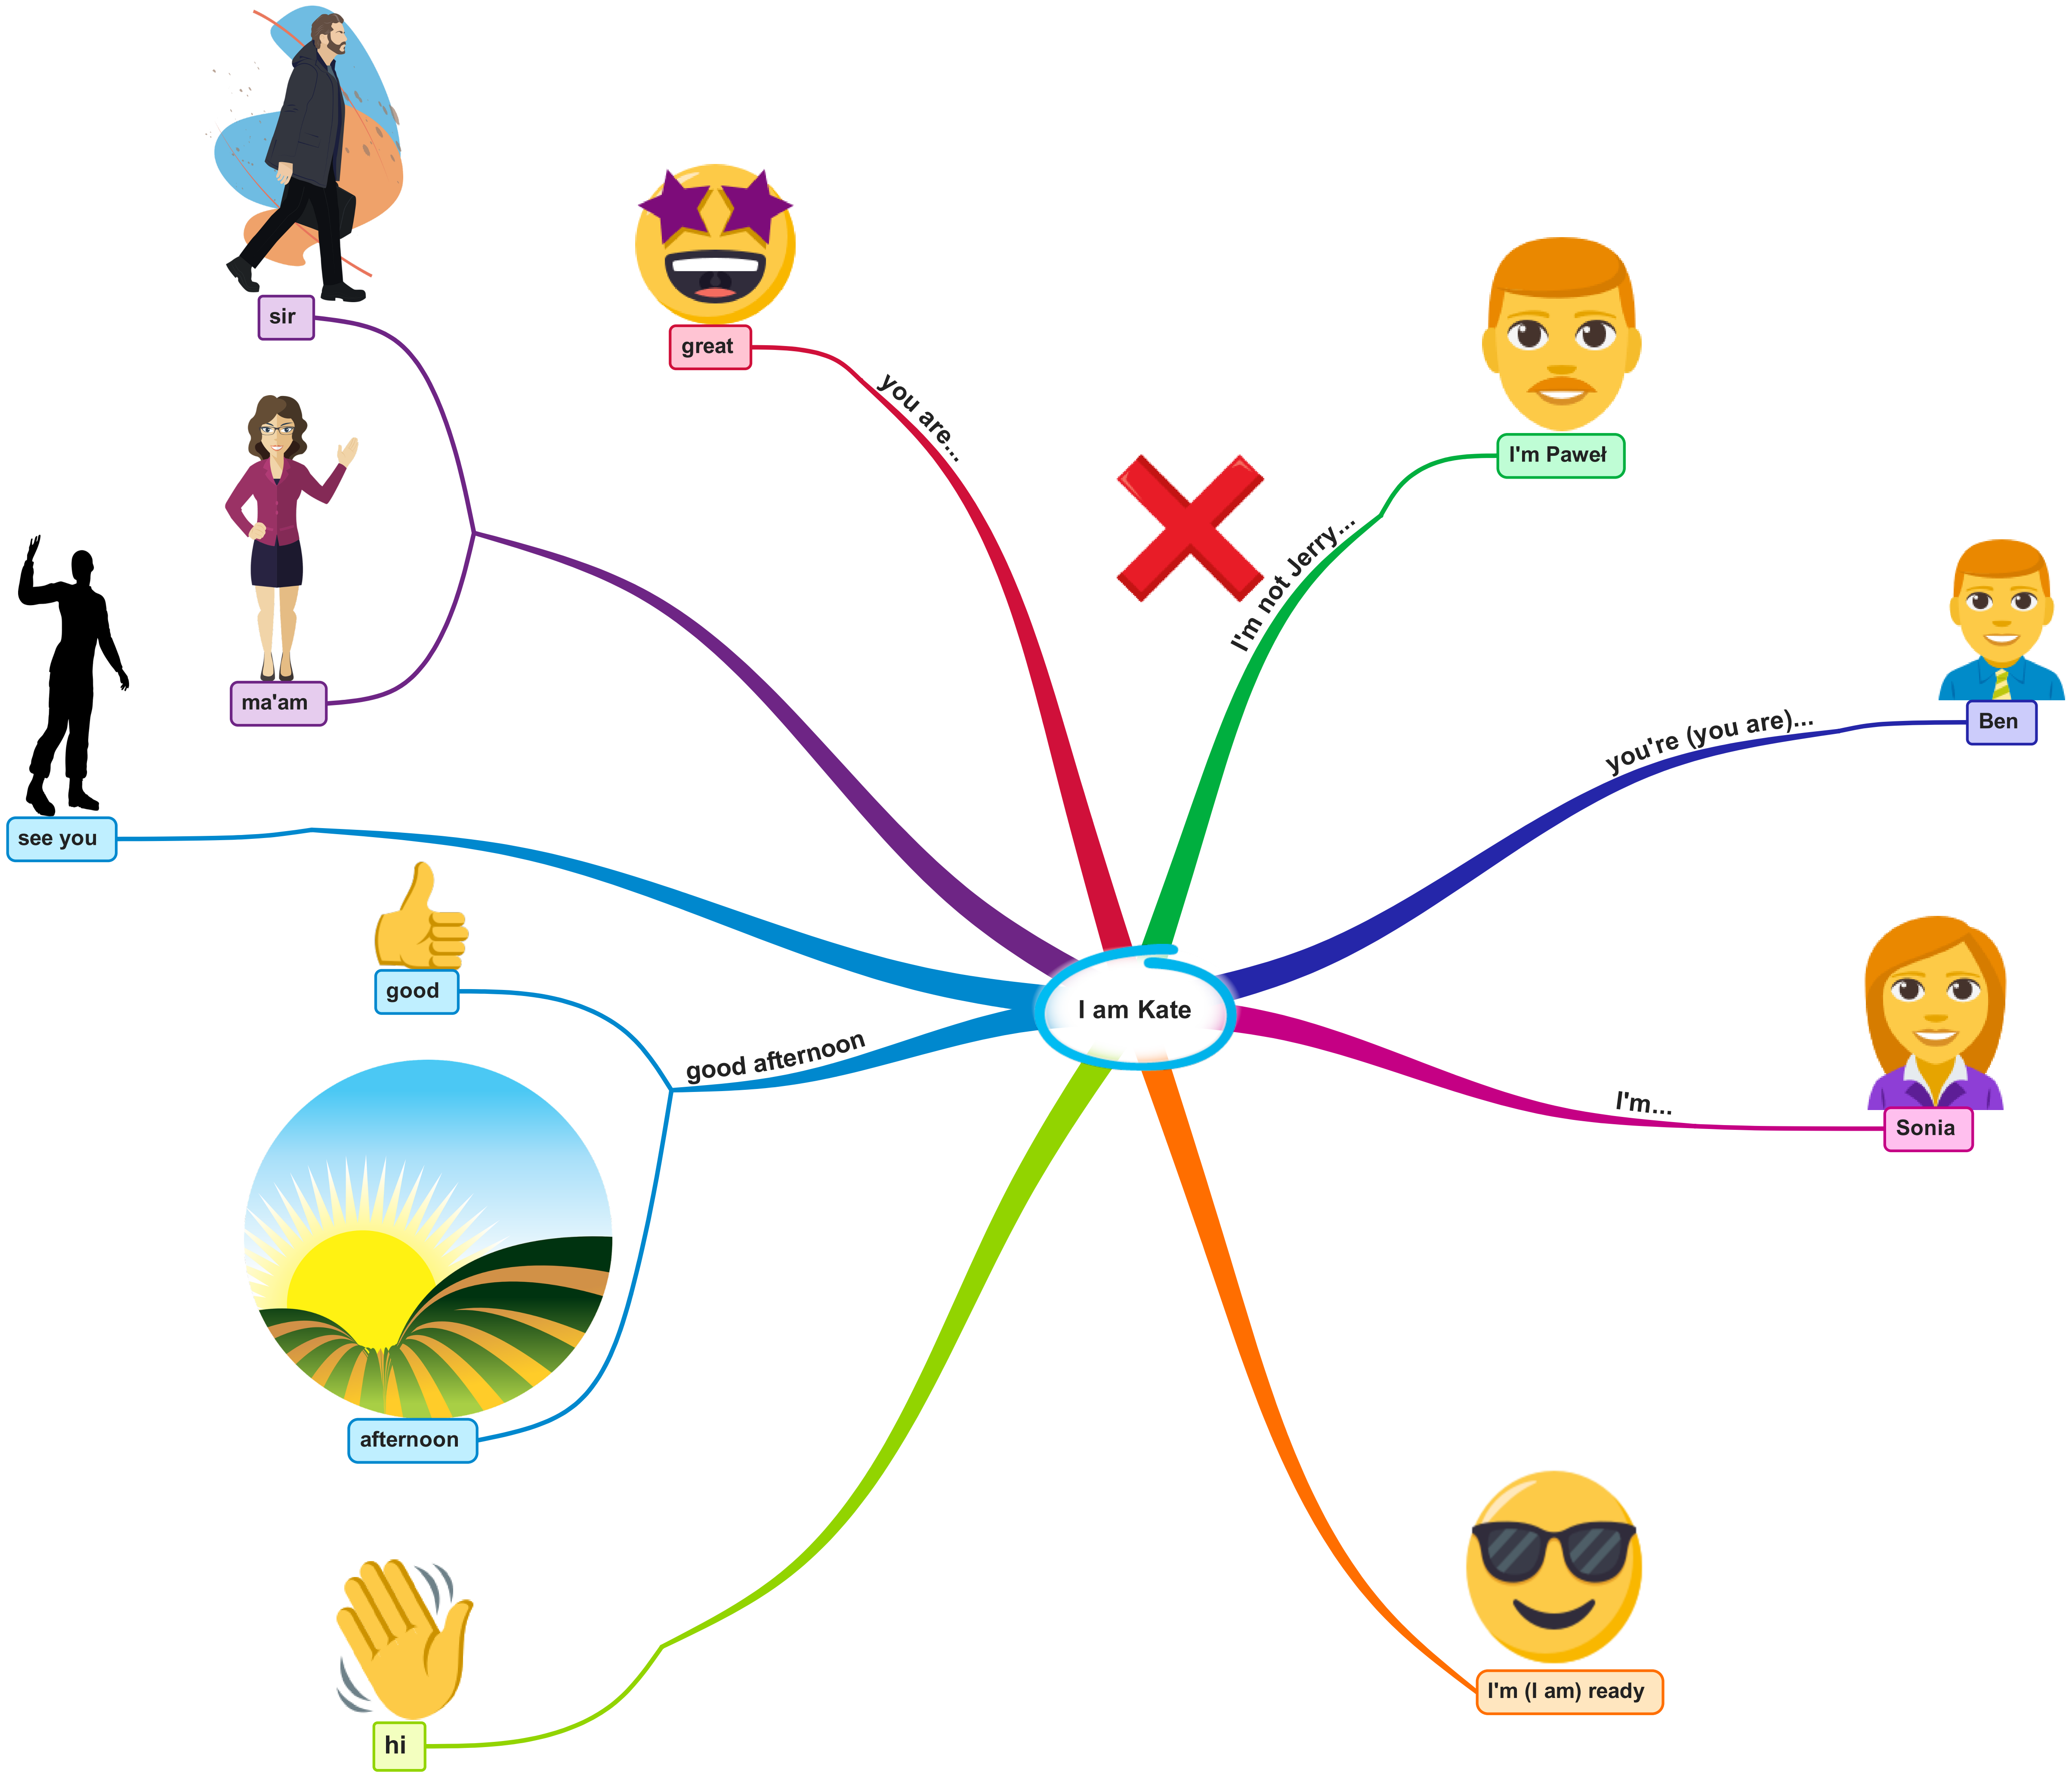 sir
great
you are...
I'm Paweł
I'm not Jerry...
ma'am
Ben
you're (you are)...
see you
good
I am Kate
good afternoon
I'm...
Sonia
afternoon
I'm (I am) ready
hi